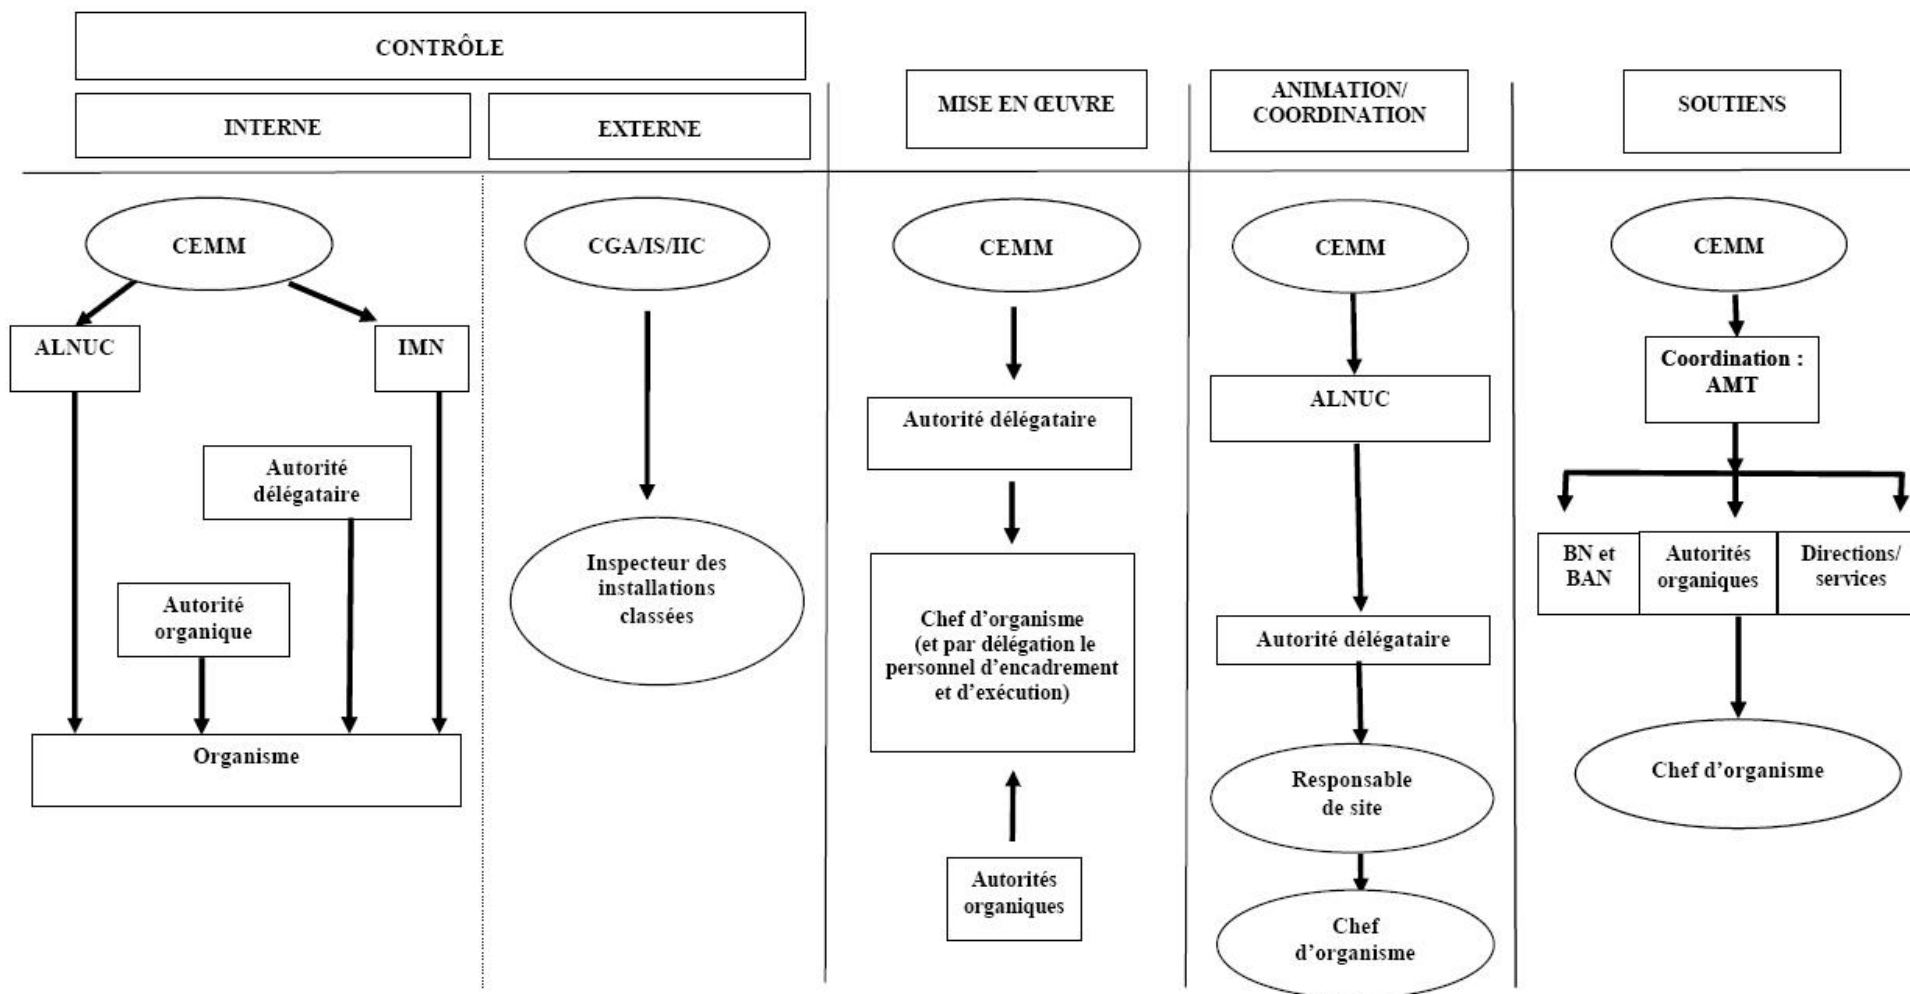 CONTRÔLE
INTERNE
EXTERNE
MISE EN ŒUVRE
ANIMATION/
COORDINATION
SOUTIENS
CEMM
ALNUC
IMN
Autorité
délégataire
Autorité
organique
Organisme
CGA/IS/IIC
Inspecteur des
installations
classées
CEMM
Autorité délégataire
Chef d’organisme
(et par délégation le
personnel d’encadrement
et d’exécution)
Autorités
organiques
CEMM
ALNUC
Autorité délégataire
Responsable
de site
Chef
d’organisme
CEMM
Coordination :
AMT
BN et
BAN
Autorités
organiques
Directions/
services
Chef d’organisme